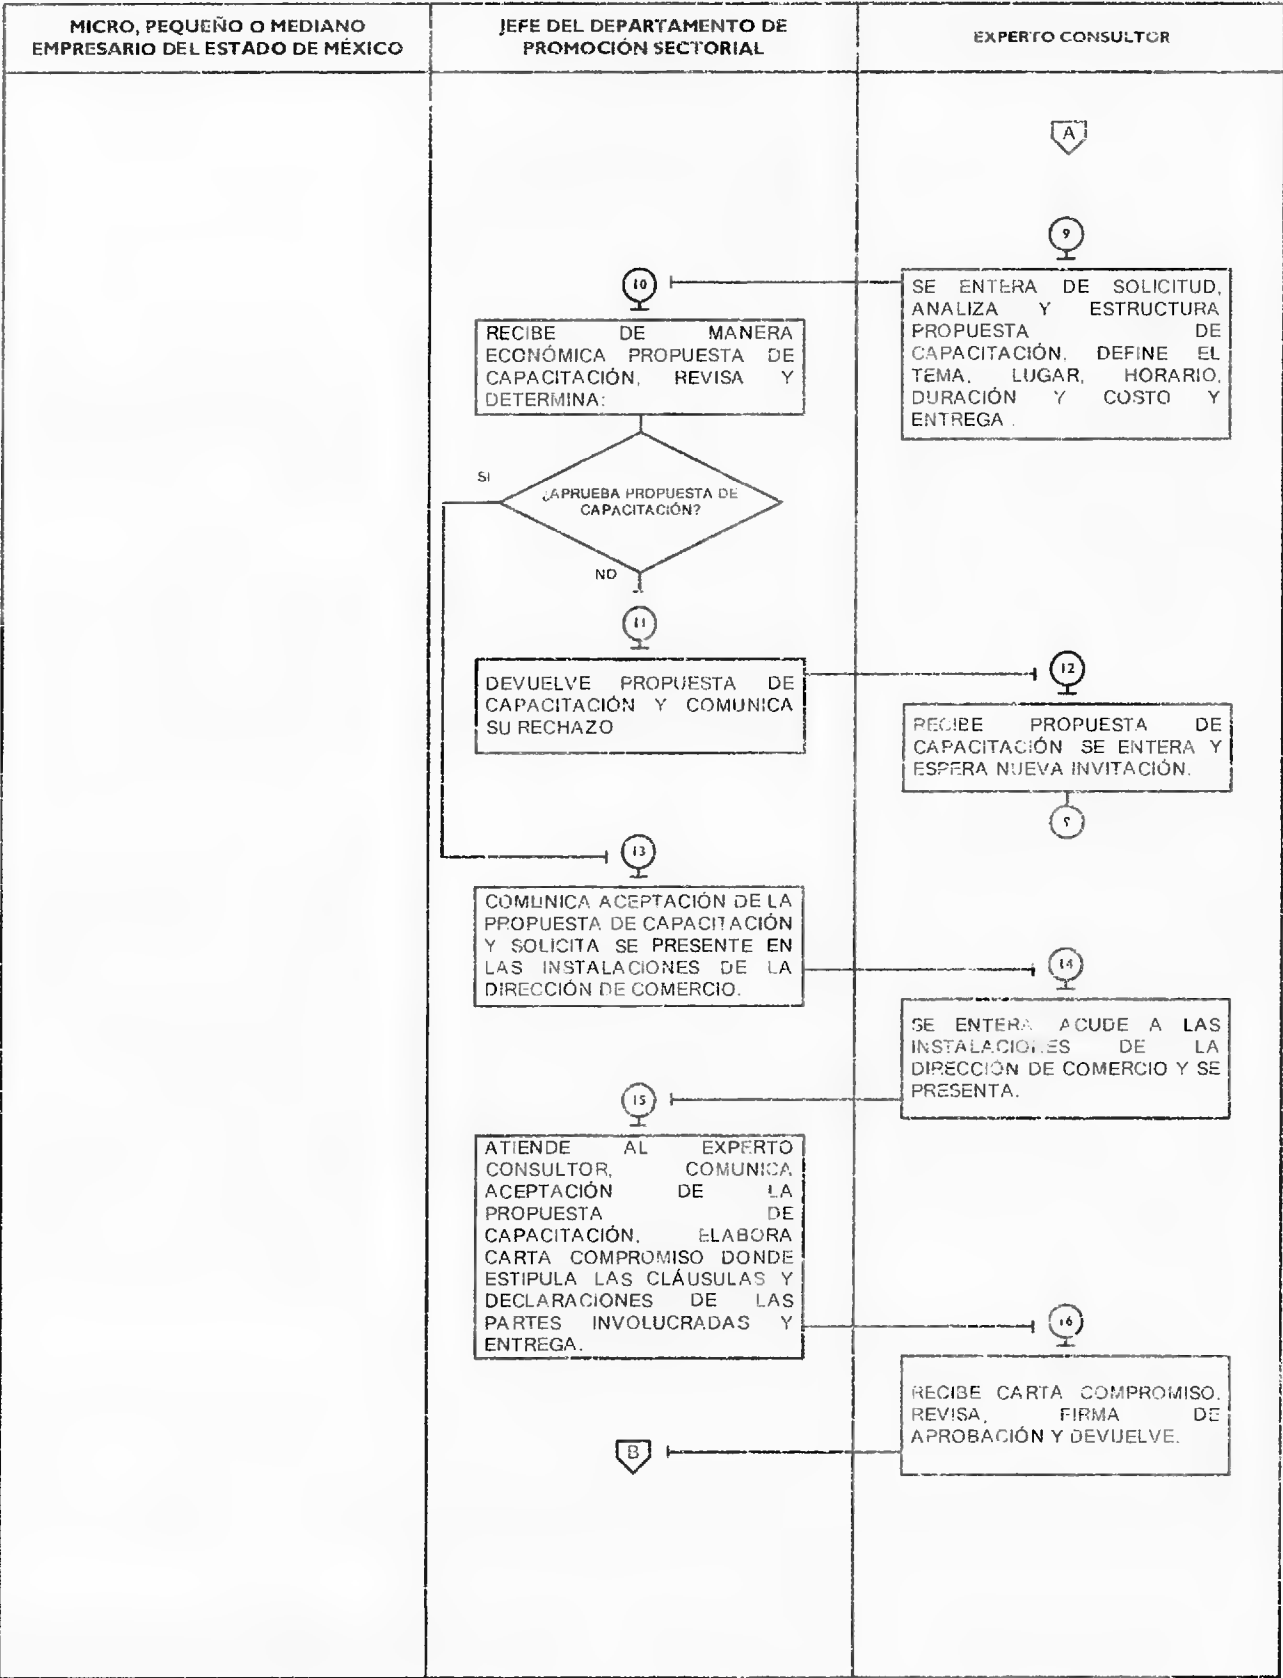 MICRO, PEQUEÑO O MEDIANO
EMPRESARIO DEL ESTADO DE MÉXICO
JEFE DEL DEPARTAMENTO DE
PROMOCIÓN SECTORIAL
EXPERTO CONSULTOR
A
9
SE ENTERA DE SOLICITUD,
ANALIZA Y ESTRUCTURA
PROPUESTA DE
CAPACITACIÓN, DEFINE EL
TEMA, LUGAR, HORARIO,
DURACIÓN Y COSTO Y
ENTREGA.
10
RECIBE DE MANERA
ECONÓMICA PROPUESTA DE
CAPACITACIÓN, REVISA Y
DETERMINA:
SI
¿APRUEBA PROPUESTA DE
CAPACITACIÓN?
NO
11
DEVUELVE PROPUESTA DE
CAPACITACIÓN Y COMUNICA
SU RECHAZO
12
RECIBE PROPUESTA DE
CAPACITACIÓN SE ENTERA Y
ESPERA NUEVA INVITACIÓN.
13
COMUNICA ACEPTACIÓN DE LA
PROPUESTA DE CAPACITACIÓN
Y SOLICITA SE PRESENTE EN
LAS INSTALACIONES DE LA
DIRECCIÓN DE COMERCIO.
14
SE ENTERA ACUDE A LAS
INSTALACIONES DE LA
DIRECCIÓN DE COMERCIO Y SE
PRESENTA.
15
ATIENDE AL EXPERTO
CONSULTOR, COMUNICA
ACEPTACIÓN DE LA
PROPUESTA DE
CAPACITACIÓN, ELABORA
CARTA COMPROMISO DONDE
ESTIPULA LAS CLÁUSULAS Y
DECLARACIONES DE LAS
PARTES INVOLUCRADAS Y
ENTREGA.
16
RECIBE CARTA COMPROMISO,
REVISA, FIRMA DE
APROBACIÓN Y DEVUELVE.
B